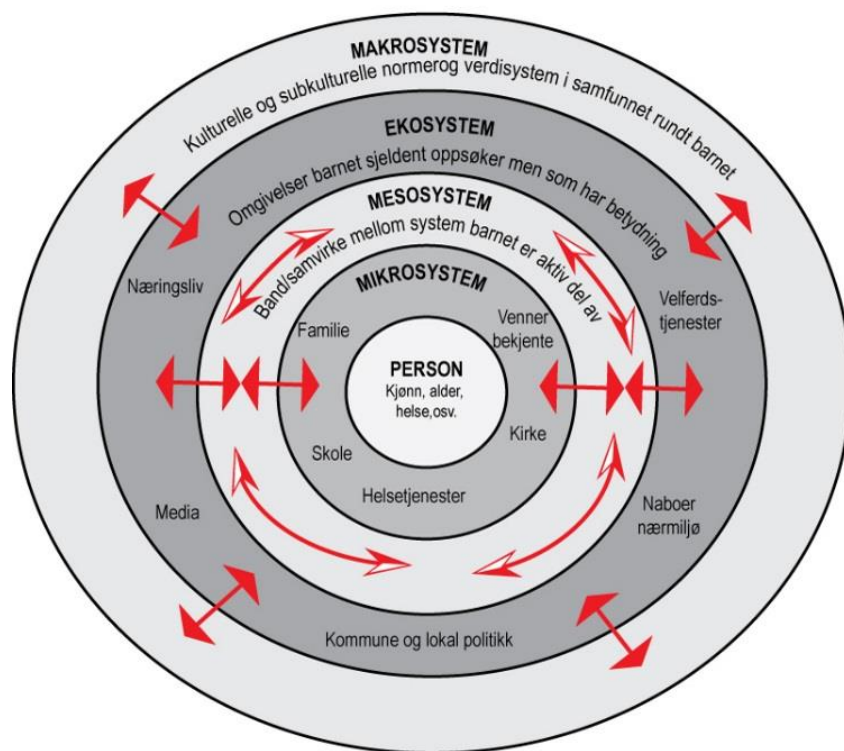 MAKROSYSTEM
Kulturelle og subkulturelle normerog verdisystem i samfunnet rundt barnet
EKOSYSTEM
Omgivelser barnet sjeldent oppsøker men som har betydning
MESOSYSTEM
Band/samvirke mellom system barnet er aktiv del av
MIKROSYSTEM
Næringsliv
Velferds-
tjenester
Familie
Venner
bekjente
PERSON
Kjønn, alder,
helse,osv.
Skole
Kirke
Helsetjenester
Media
Naboer
nærmiljø
Kommune og lokal politikk